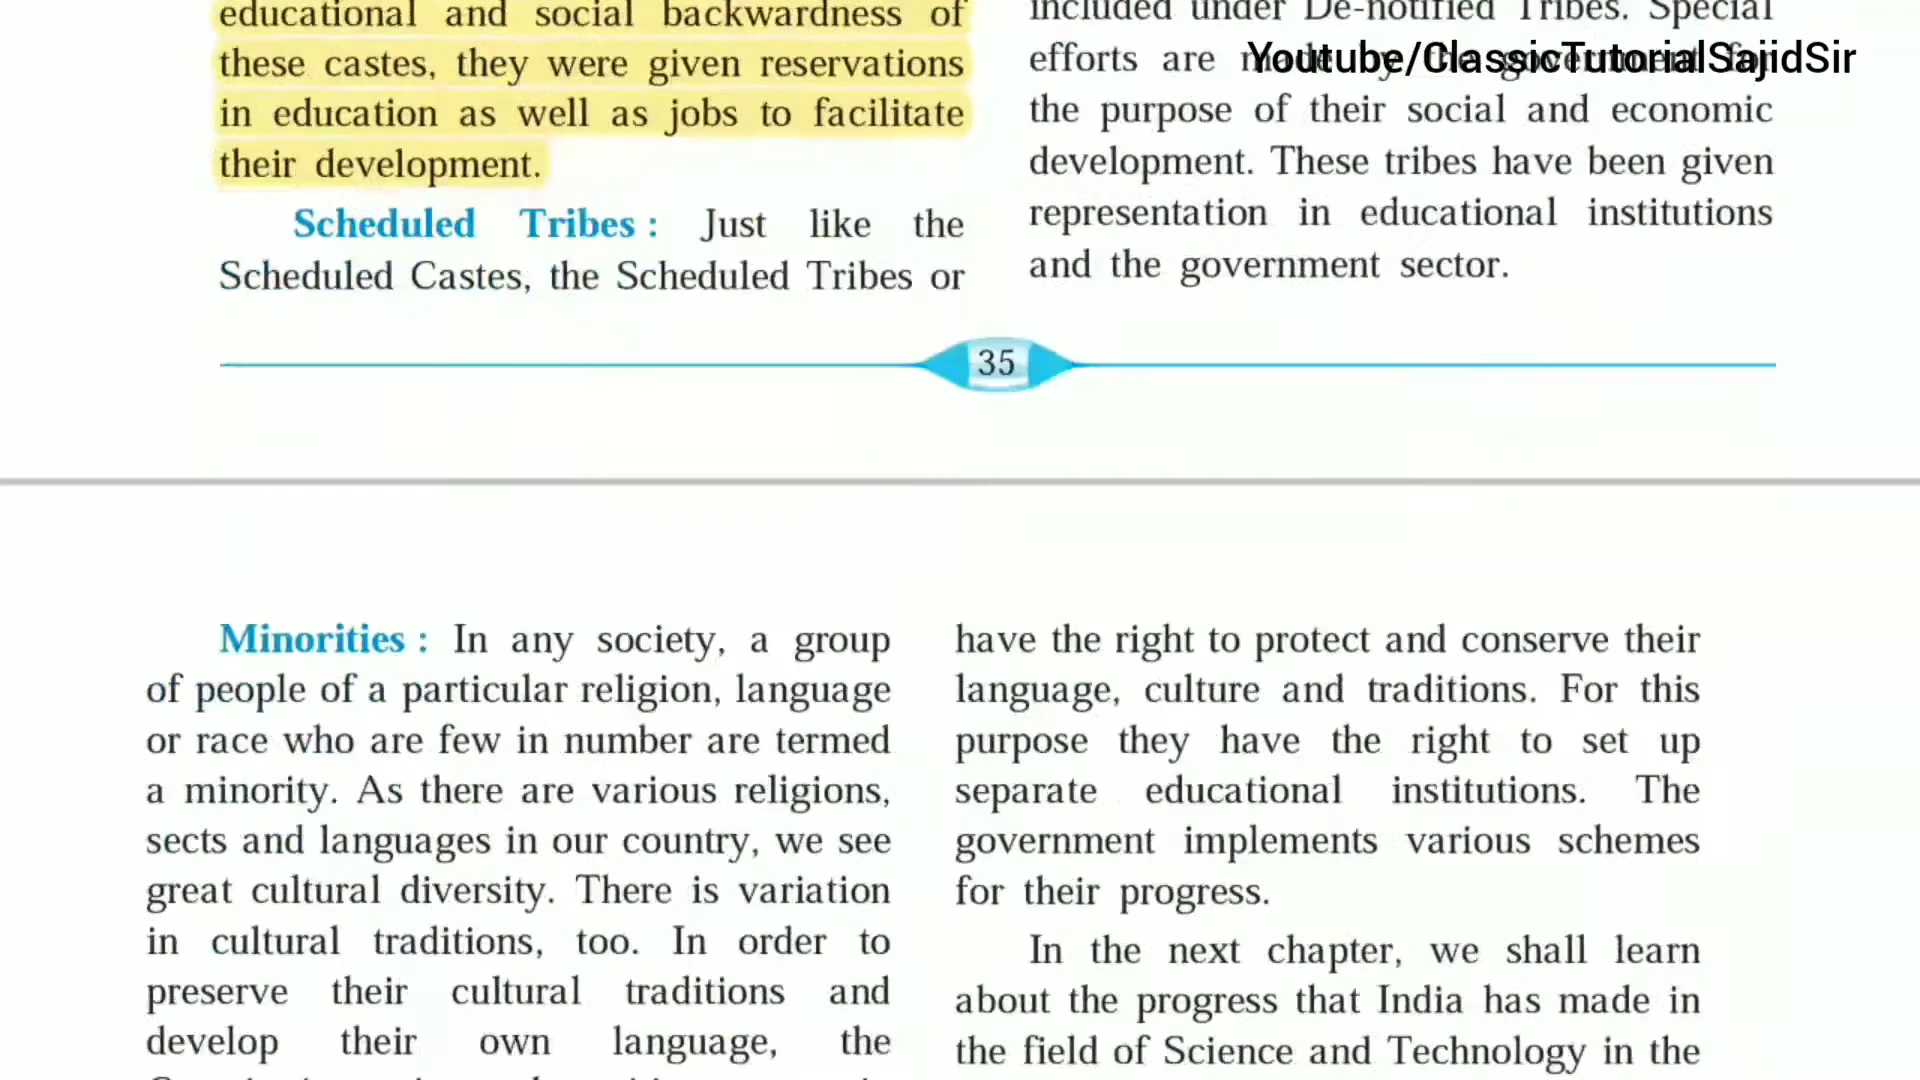 educational and social backwardness of
these castes, they were given reservations
in education as well as jobs to facilitate
their development.
Scheduled Tribes : Just like the
Scheduled Castes, the Scheduled Tribes or
included under De-notified Tribes. Special
efforts are made by the government for
the purpose of their social and economic
development. These tribes have been given
representation in educational institutions
and the government sector.
Youtube/ClassicTutorialSajidSir
35
Minorities : In any society, a group
of people of a particular religion, language
or race who are few in number are termed
a minority. As there are various religions,
sects and languages in our country, we see
great cultural diversity. There is variation
in cultural traditions, too. In order to
preserve their cultural traditions and
develop their own language, the
have the right to protect and conserve their
language, culture and traditions. For this
purpose they have the right to set up
separate educational institutions. The
government implements various schemes
for their progress.
In the next chapter, we shall learn
about the progress that India has made in
the field of Science and Technology in the